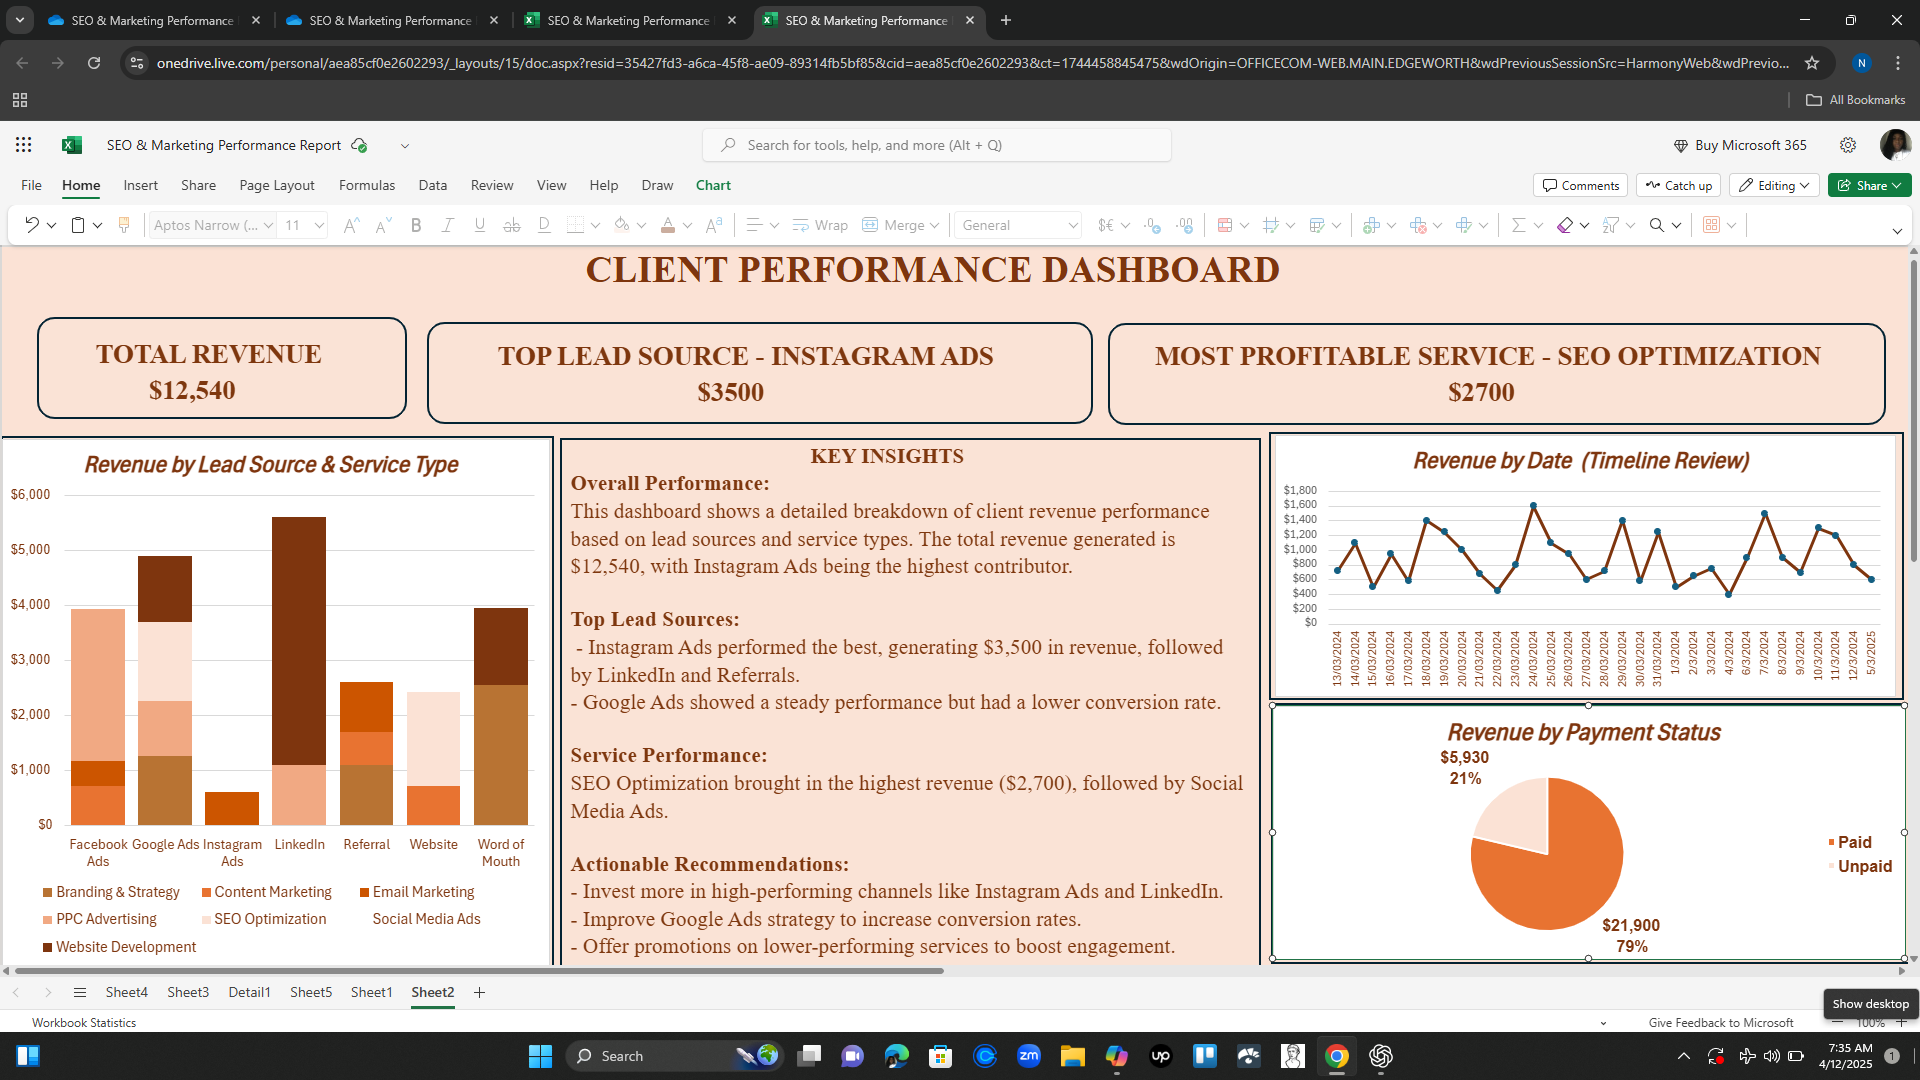 SEO & Marketing Performance
SEO & Marketing Performance
SEO & Marketing Performance
SEO & Marketing Performance
onedrive.live.com/personal/aea85cf0e2602293/_layouts/15/doc.aspx?resid=35427fd3-a6ca-45f8-ae09-89314fb5bf85&cid=aea85cf0e2602293&ct=1744458845475&wdOrigin=OFFICECOM-WEB.MAIN.EDGEWORTH&wdPreviousSessionSrc=HarmonyWeb&wdPrevio...
N
All Bookmarks
SEO & Marketing Performance Report
Search for tools, help, and more (Alt + Q)
Buy Microsoft 365
File Home Insert Share Page Layout Formulas Data Review View Help Draw Chart
Comments Catch up Editing Share
Aptos Narrow (... 11 Wrap Merge General
CLIENT PERFORMANCE DASHBOARD
TOTAL REVENUE
$12,540
TOP LEAD SOURCE - INSTAGRAM ADS
$3500
MOST PROFITABLE SERVICE - SEO OPTIMIZATION
$2700
Revenue by Lead Source & Service Type
$6,000
$5,000
$4,000
$3,000
$2,000
$1,000
$0
Facebook Ads
Google Ads
Instagram Ads
LinkedIn
Referral
Website
Word of Mouth
Branding & Strategy Content Marketing Email Marketing
PPC Advertising SEO Optimization Social Media Ads
Website Development
KEY INSIGHTS
Overall Performance:
This dashboard shows a detailed breakdown of client revenue performance
based on lead sources and service types. The total revenue generated is
$12,540, with Instagram Ads being the highest contributor.
Top Lead Sources:
- Instagram Ads performed the best, generating $3,500 in revenue, followed
by LinkedIn and Referrals.
- Google Ads showed a steady performance but had a lower conversion rate.
Service Performance:
SEO Optimization brought in the highest revenue ($2,700), followed by Social
Media Ads.
Actionable Recommendations:
- Invest more in high-performing channels like Instagram Ads and LinkedIn.
- Improve Google Ads strategy to increase conversion rates.
- Offer promotions on lower-performing services to boost engagement.
Revenue by Date (Timeline Review)
$1,800
$1,600
$1,400
$1,200
$1,000
$800
$600
$400
$200
$0
13/03/2024
14/03/2024
15/03/2024
16/03/2024
17/03/2024
18/03/2024
19/03/2024
20/03/2024
21/03/2024
22/03/2024
23/03/2024
24/03/2024
25/03/2024
26/03/2024
27/03/2024
28/03/2024
29/03/2024
30/03/2024
31/03/2024
1/3/2024
2/3/2024
3/3/2024
4/3/2024
6/3/2024
7/3/2024
8/3/2024
9/3/2024
10/3/2024
11/3/2024
12/3/2024
5/3/2025
Revenue by Payment Status
$5,930
21%
Paid
Unpaid
$21,900
79%
Sheet4 Sheet3 Detail1 Sheet5 Sheet1 Sheet2
Show desktop
Workbook Statistics
Give Feedback to Microsoft
100%
Search
zm
up
7:35 AM
4/12/2025
1